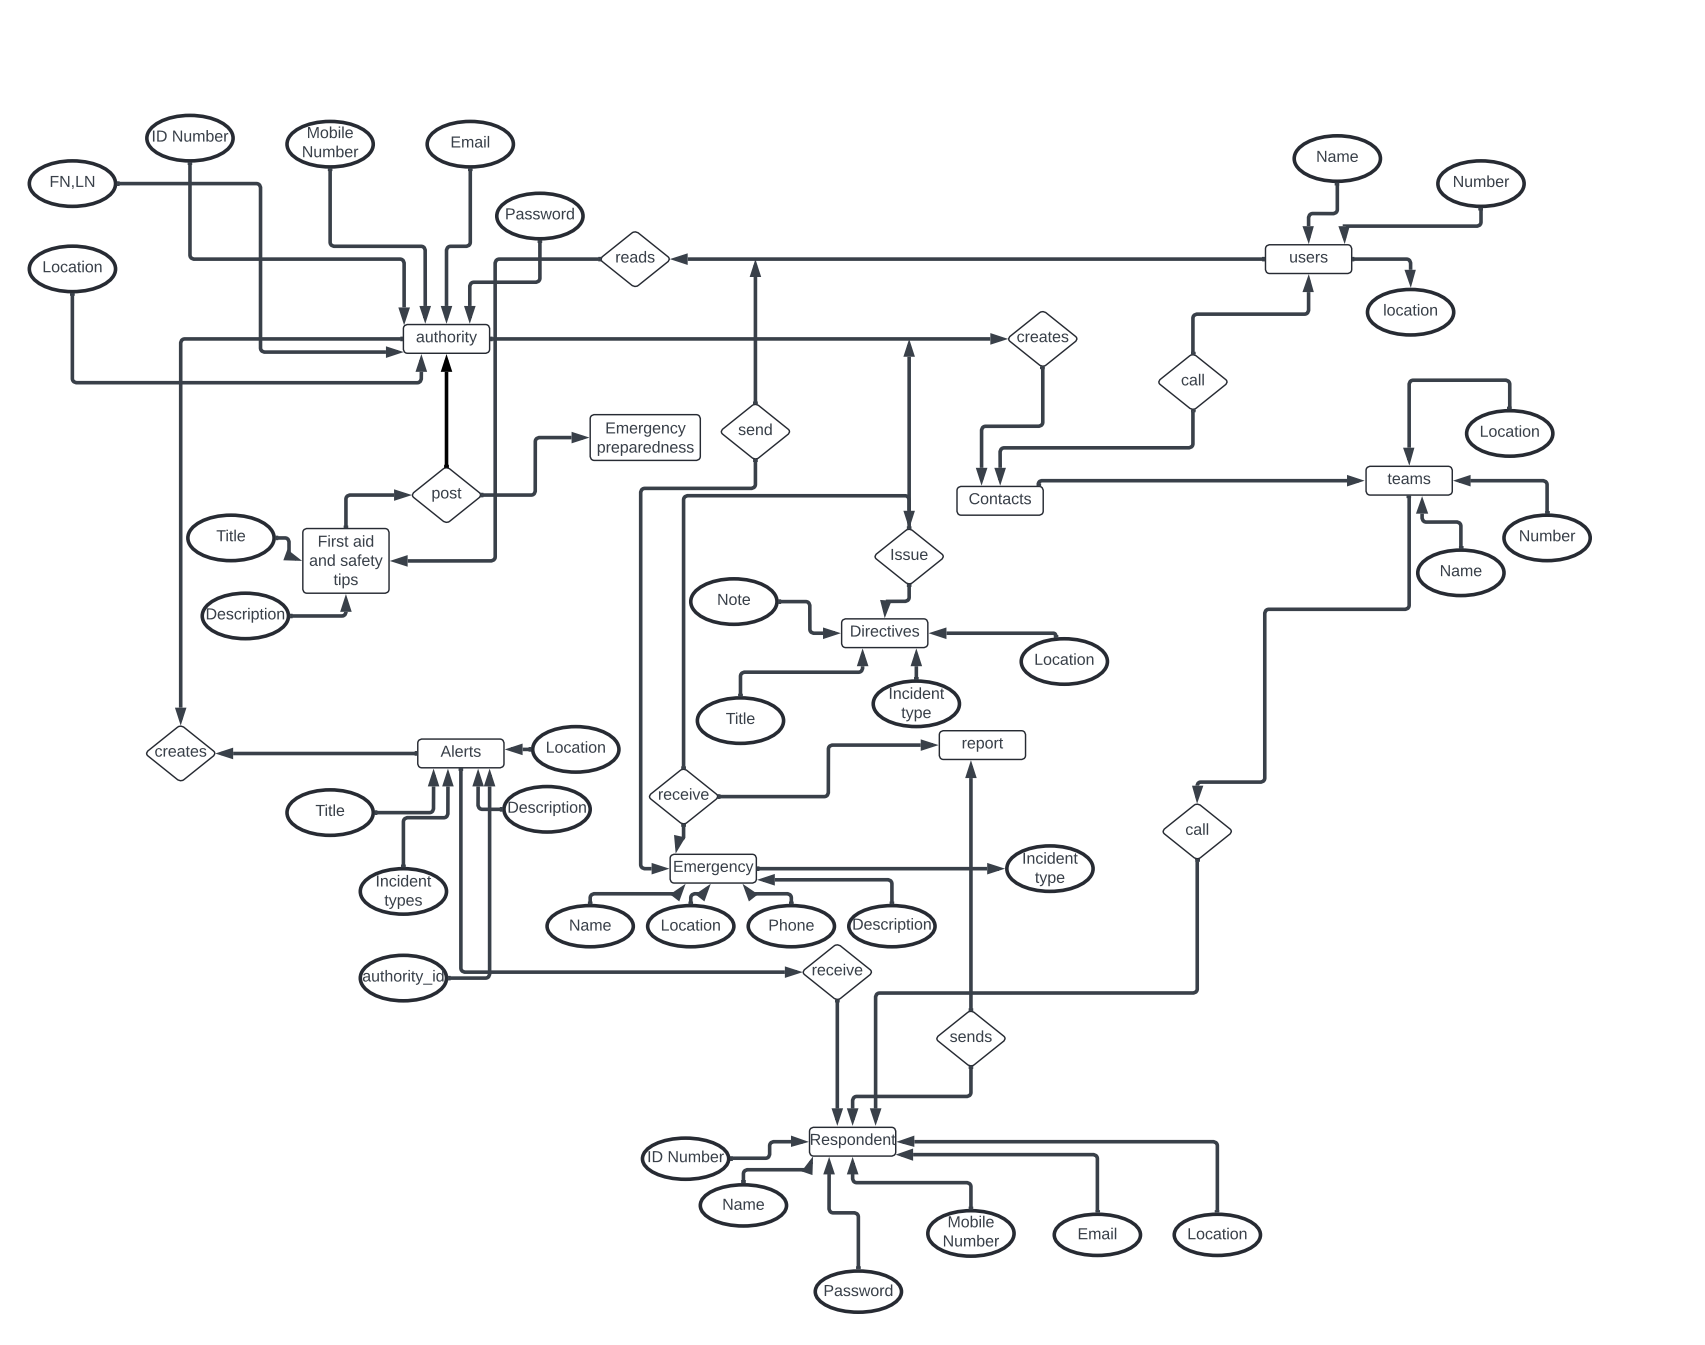 ID Number
Mobile
Number
Email
FN,LN
Password
Location
Name
Number
reads
users
location
authority
creates
call
Emergency
preparedness
send
Location
post
Contacts
teams
Title
First aid
and safety
tips
Description
Issue
Number
Name
Note
Directives
Location
Title
Incident
type
creates
Alerts
Location
report
Title
Description
receive
call
Incident
types
Emergency
Incident
type
Name
Location
Phone
Description
authority_id
receive
sends
Respondent
ID Number
Name
Mobile
Number
Email
Location
Password